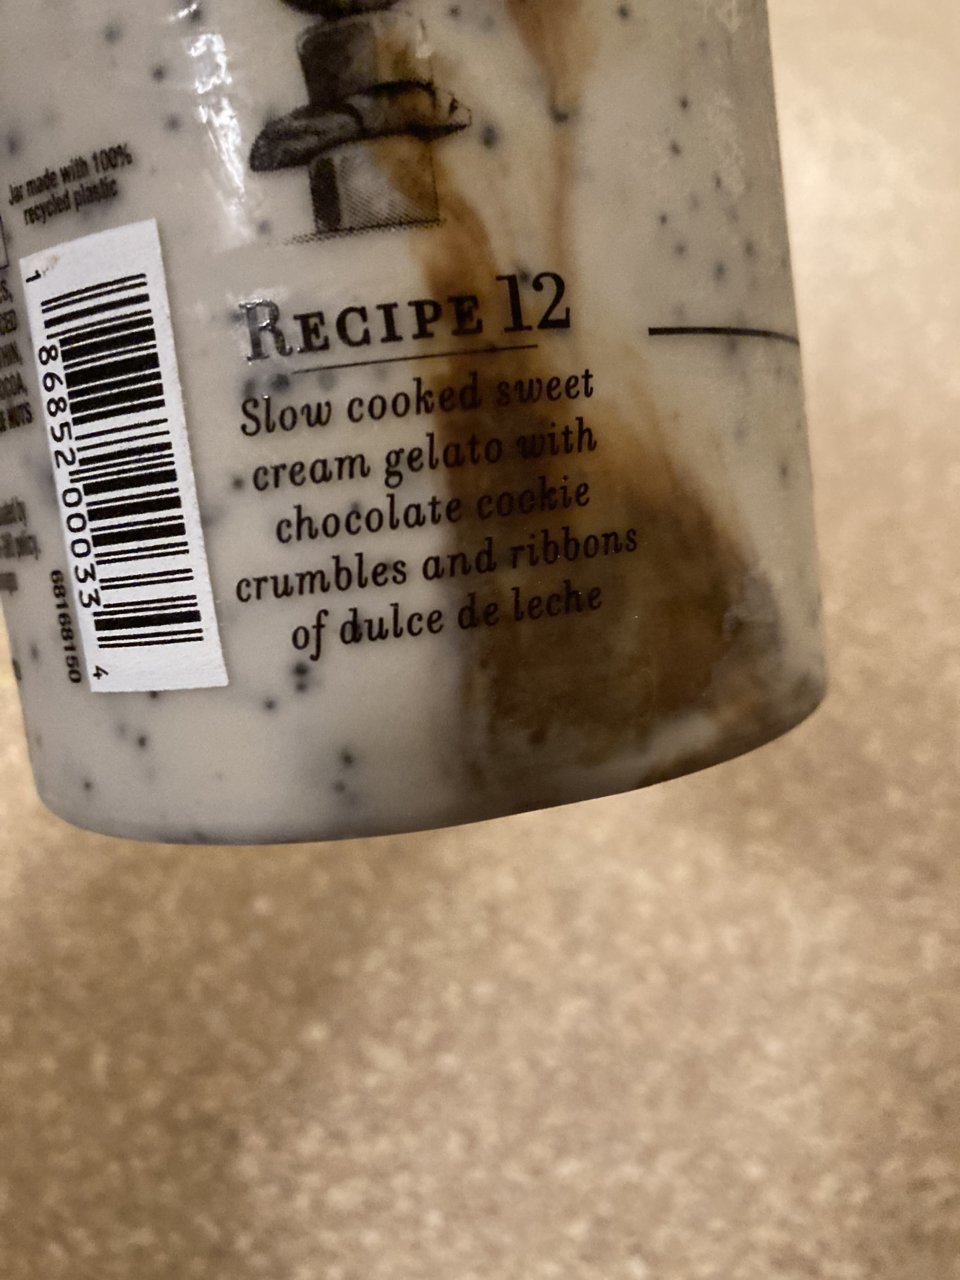 Jar made with 100%
recycled plastic
1 86852 00033 4
68168150
NUTS
RECIPE 12
Slow cooked sweet
cream gelato with
chocolate cookie
crumbles and ribbons
of dulce de leche